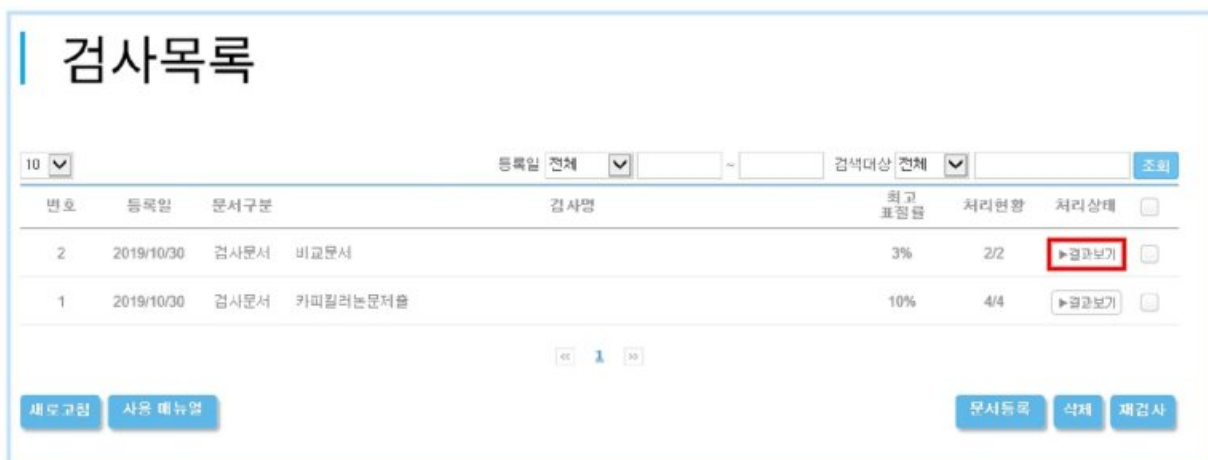 검사목록
10 등록일 전체 ~ 검색대상 전체 조회
번호 등록일 문서구분 검사명 최고 표절률 처리현황 처리상태
2 2019/10/30 검사문서 비교문서 3% 2/2 ▶결과보기
1 2019/10/30 검사문서 카피킬러논문제출 10% 4/4 ▶결과보기
« 1 »
새로고침 사용 매뉴얼 문서등록 삭제 재검사